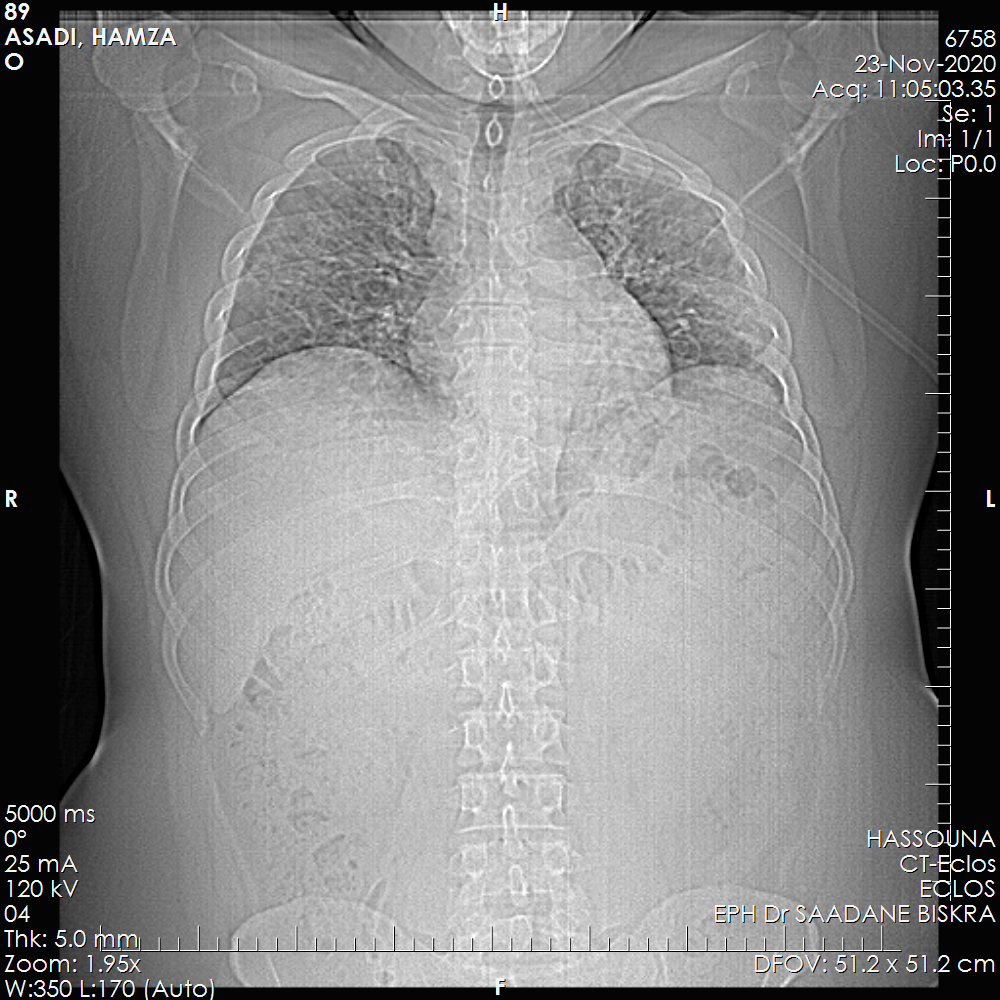 89
ASADI, HAMZA
O
H
6758
23-Nov-2020
Acq: 11:05:03.35
Se: 1
Im: 1/1
Loc: P0.0
R
L
5000 ms
0°
25 mA
120 kV
04
Thk: 5.0 mm
Zoom: 1.95x
W:350 L:170 (Auto)
F
HASSOUNA
CT-Eclos
ECLOS
EPH Dr SAADANE BISKRA
DFOV: 51.2 x 51.2 cm